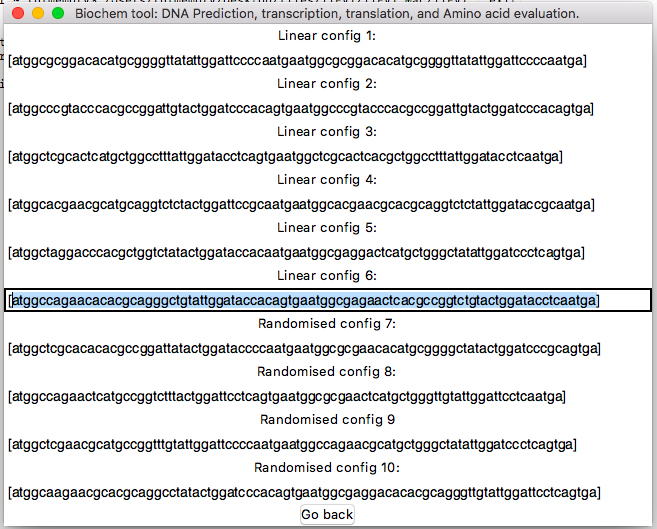 Biochem tool: DNA Prediction, transcription, translation, and Amino acid evaluation.
Linear config 1:
[atggcgcggacacatgcggggttatattggattccccaatgaatggcgcggacacatgcggggttatattggattccccaatga]
Linear config 2:
[atggcccgtacccacgccggattgtactggatcccacagtgaatggcccgtacccacgccggattgtactggatcccacagtga]
Linear config 3:
[atggctcgcactcatgctggcctttattggatacctcagtgaatggctcgcactcacgctggcctttattggatacctcaatga]
Linear config 4:
[atggcacgaacgcatgcaggtctctactggattccgcaatgaatggcacgaacgcacgcaggtctctattggataccgcaatga]
Linear config 5:
[atggctaggacccacgctggtctatactggataccacaatgaatggcgaggactcatgctgggctatattggatccctcagtga]
Linear config 6:
[atggccagaacacacgcagggctgtattggataccacagtgaatggcgagaactcacgccggtctgtactggatacctcaatga]
Randomised config 7:
[atggctcgcacacacgccggattatactggataccccaatgaatggcgcgaacacatgcggggctatactggatcccgcagtga]
Randomised config 8:
[atggccagaactcatgccggtctttactggattcctcagtgaatggcgcgaactcatgctgggttgtattggattcctcaatga]
Randomised config 9
[atggctcgaacgcatgccggtttgtattggattccccaatgaatggccagaacgcatgctgggctatattggatccctcagtga]
Randomised config 10:
[atggcaagaacgcacgcaggcctatactggatcccacagtgaatggcgaggacacacgcagggttgtattggattcctcagtga]
Go back